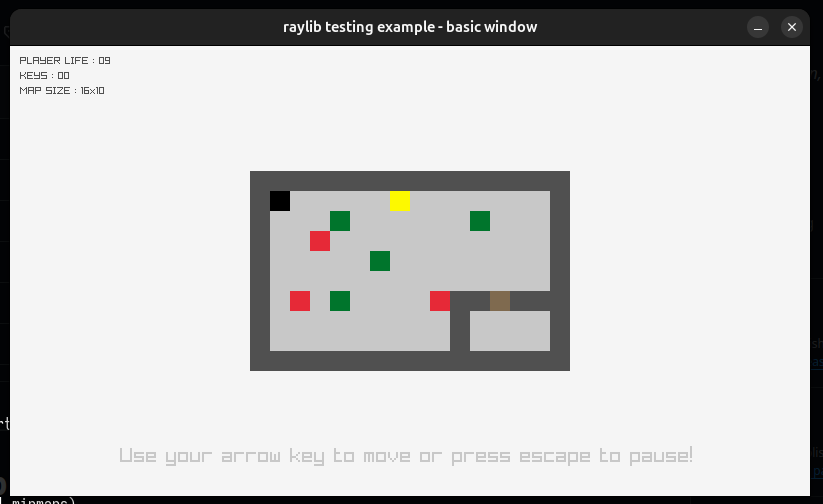 raylib testing example - basic window
PLAYER LIFE : 09
KEYS : 00
MAP SIZE : 16x10
Use your arrow key to move or press escape to pause!